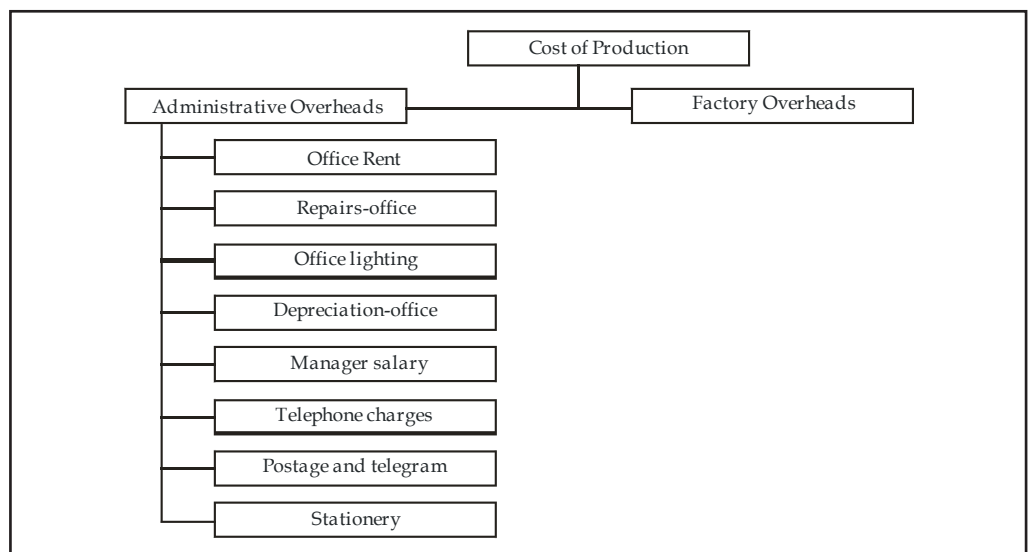 Cost of Production
Administrative Overheads
Factory Overheads
Office Rent
Repairs-office
Office lighting
Depreciation-office
Manager salary
Telephone charges
Postage and telegram
Stationery